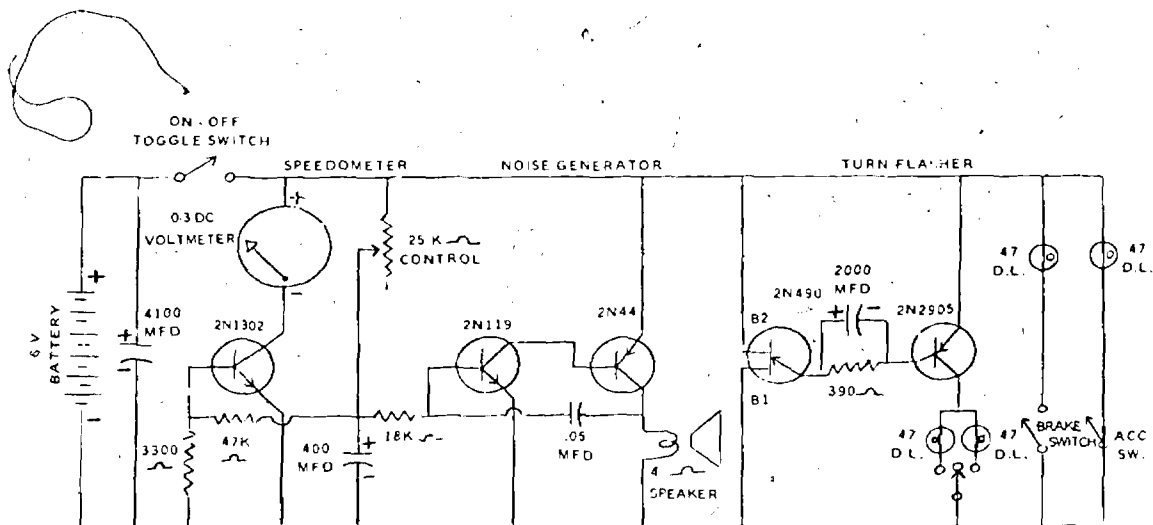 ON - OFF
TOGGLE SWITCH
SPEEDOMETER
NOISE GENERATOR
TURN FLASHER
0.3 DC
VOLTMETER
+
-
25 K
CONTROL
6 V
BATTERY
+
-
4100
MFD
+
-
2N1302
2N119
2N44
2N490
B2
B1
2000
MFD
+ -
2N2905
390
47
D.L.
47
D.L.
3300
47K
400
MFD
+
-
18K
.05
MFD
4
SPEAKER
47
D.L.
47
D.L.
BRAKE
SWITCH
ACC
SW.